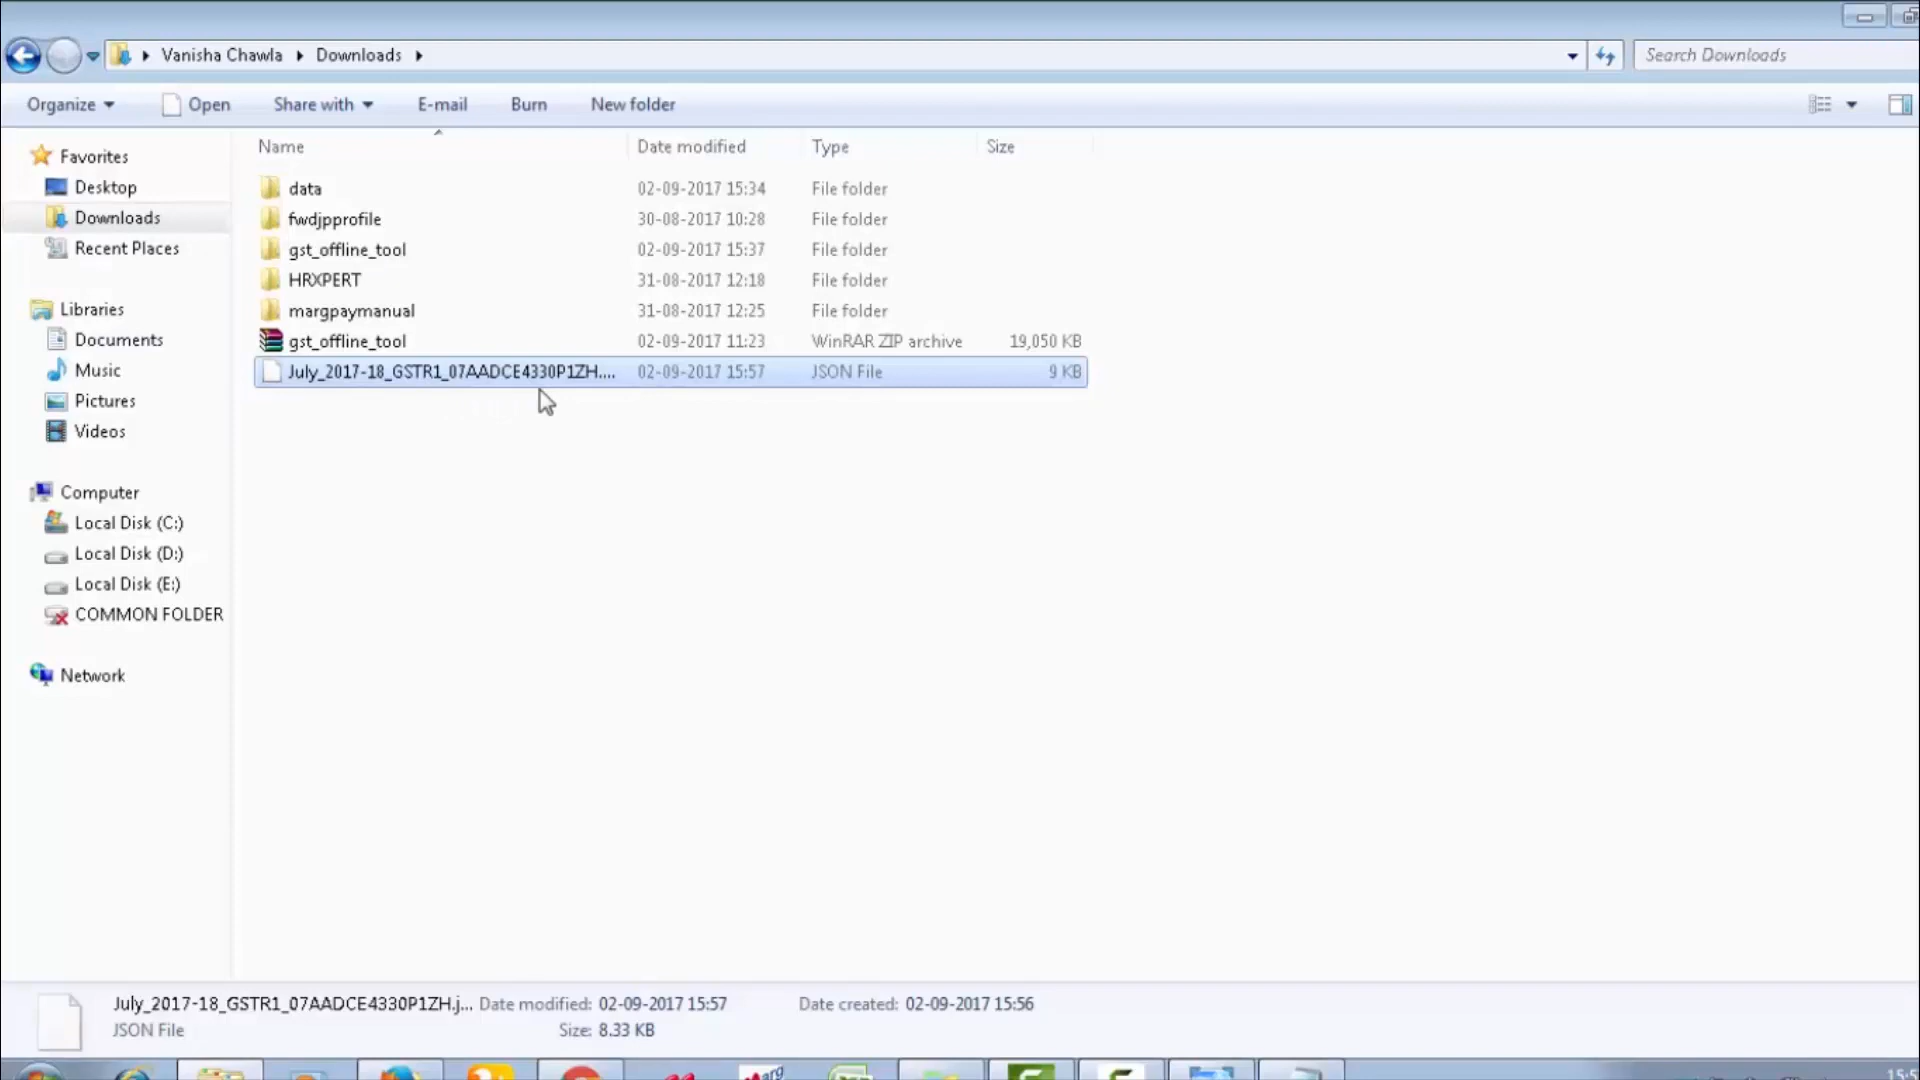 Vanisha Chawla Downloads
Search Downloads
Organize Open Share with E-mail Burn New folder
Name Date modified Type Size
Favorites
Desktop
Downloads
Recent Places
Libraries
Documents
Music
Pictures
Videos
Computer
Local Disk (C:)
Local Disk (D:)
Local Disk (E:)
COMMON FOLDER
Network
data 02-09-2017 15:34 File folder
fwdjpprofile 30-08-2017 10:28 File folder
gst_offline_tool 02-09-2017 15:37 File folder
HRXPERT 31-08-2017 12:18 File folder
margpaymanual 31-08-2017 12:25 File folder
gst_offline_tool 02-09-2017 11:23 WinRAR ZIP archive 19,050 KB
July_2017-18_GSTR1_07AADCE4330P1ZH.... 02-09-2017 15:57 JSON File 9 KB
July_2017-18_GSTR1_07AADCE4330P1ZH.j... Date modified: 02-09-2017 15:57 Date created: 02-09-2017 15:56
JSON File Size: 8.33 KB